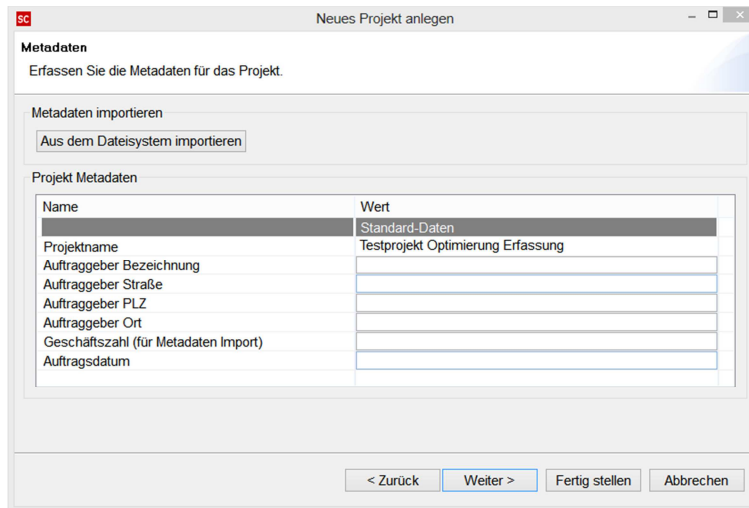 SC Neues Projekt anlegen
Metadaten
Erfassen Sie die Metadaten für das Projekt.
Metadaten importieren
Aus dem Dateisystem importieren
Projekt Metadaten
Name Wert
Standard-Daten
Projektname Testprojekt Optimierung Erfassung
Auftraggeber Bezeichnung
Auftraggeber Straße
Auftraggeber PLZ
Auftraggeber Ort
Geschäftszahl (für Metadaten Import)
Auftragsdatum
< Zurück Weiter > Fertig stellen Abbrechen